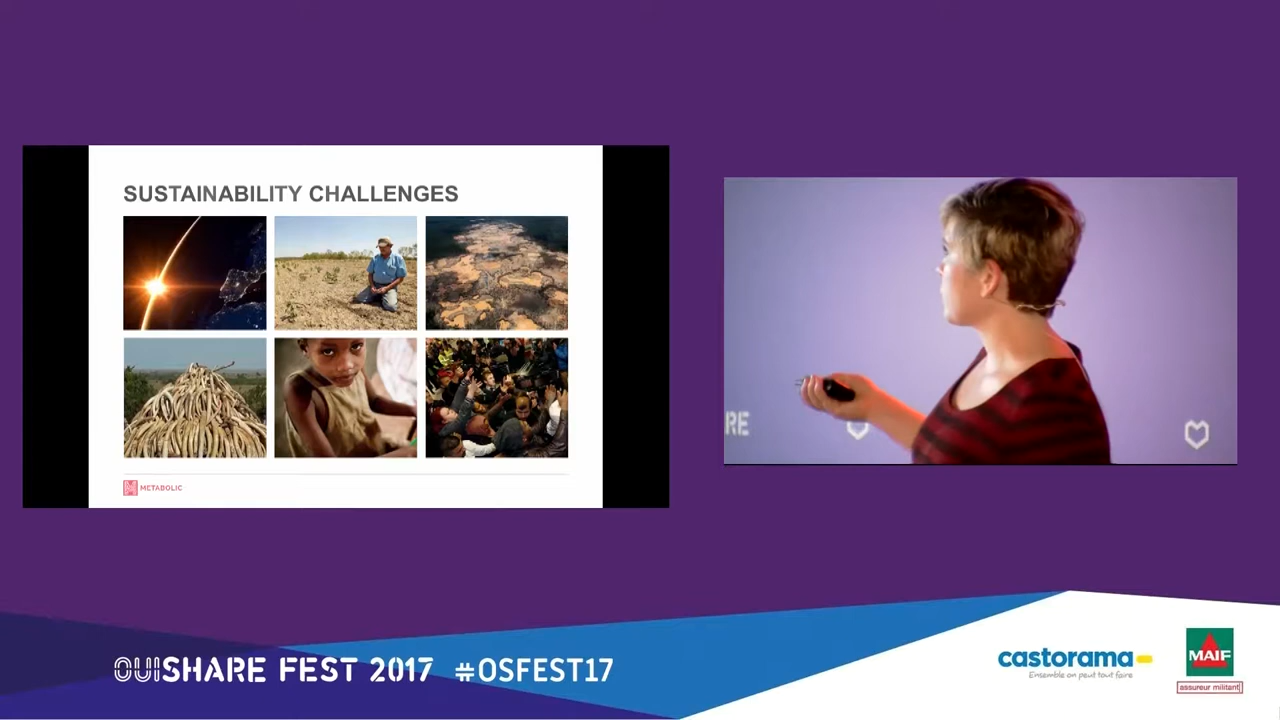 SUSTAINABILITY CHALLENGES
METABOLIC
RE
OUISHARE FEST 2017 #OSFEST17
castorama
Ensemble on peut tout faire
MAIF
assureur militant